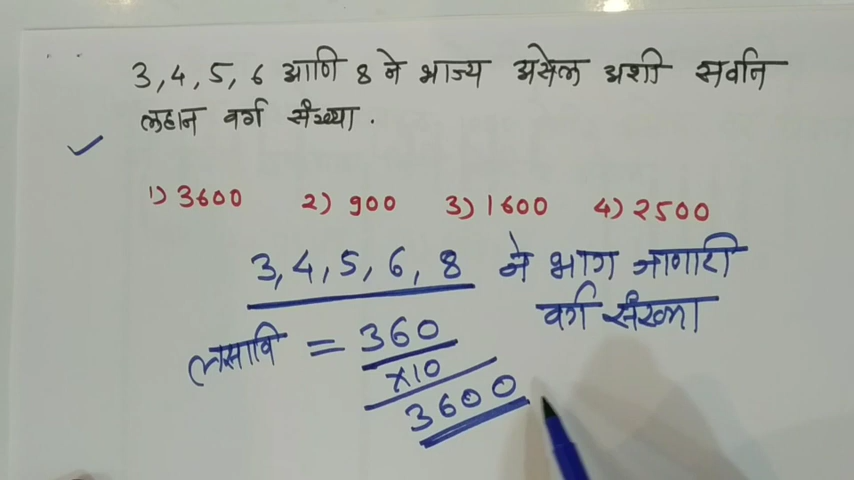 3, 4, 5, 6 आणि 8 ने भाज्य असेल अशी सर्वात
लहान वर्ग संख्या.
1) 3600 2) 900 3) 1600 4) 2500
3, 4, 5, 6, 8 ने भाग जाणारी
वर्ग संख्या
लसावि = 360
×10
3600